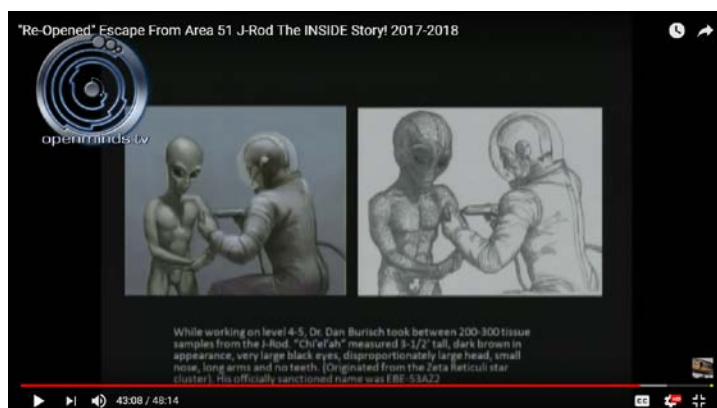 "Re-Opened" Escape From Area 51 J-Rod The INSIDE Story! 2017-2018
openminds.tv
While working on level 4-5, Dr. Dan Burisch took between 200-300 tissue
samples from the J-Rod. "Chi'el'ah" measured 3-1/2' tall, dark brown in
appearance, very large black eyes, disproportionately large head, small
nose, long arms and no teeth. (Originated from the Zeta Reticuli star
cluster). His officially sanctioned name was EBE-53A22
43:08 / 48:14
CC
HD